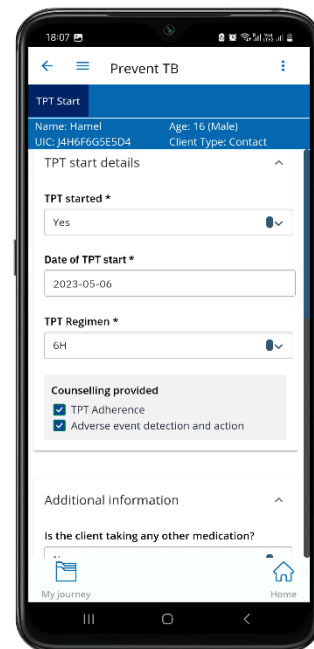 18:07
Prevent TB
TPT Start
Name: Hamel Age: 16 (Male)
UIC: J4H6F6G5E5D4 Client Type: Contact
TPT start details
TPT started *
Yes
Date of TPT start *
2023-05-06
TPT Regimen *
6H
Counselling provided
TPT Adherence
Adverse event detection and action
Additional information
Is the client taking any other medication?
My journey Home